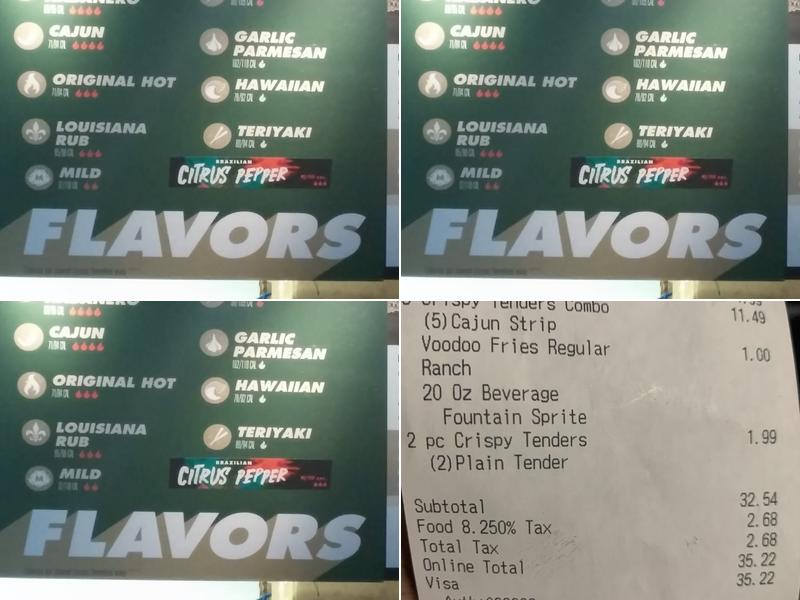 CAJUN
GARLIC
PARMESAN
ORIGINAL HOT
HAWAIIAN
LOUISIANA
RUB
TERIYAKI
MILD
BRAZILIAN
CITRUS PEPPER
FLAVORS
CAJUN
GARLIC
PARMESAN
ORIGINAL HOT
HAWAIIAN
LOUISIANA
RUB
TERIYAKI
MILD
BRAZILIAN
CITRUS PEPPER
FLAVORS
CAJUN
GARLIC
PARMESAN
ORIGINAL HOT
HAWAIIAN
LOUISIANA
RUB
TERIYAKI
MILD
BRAZILIAN
CITRUS PEPPER
FLAVORS
Crispy Tenders Combo 11.49
(5)Cajun Strip
Voodoo Fries Regular 1.00
Ranch
20 Oz Beverage
Fountain Sprite
2 pc Crispy Tenders 1.99
(2)Plain Tender
Subtotal 32.54
Food 8.250% Tax 2.68
Total Tax 2.68
Online Total 35.22
Visa 35.22